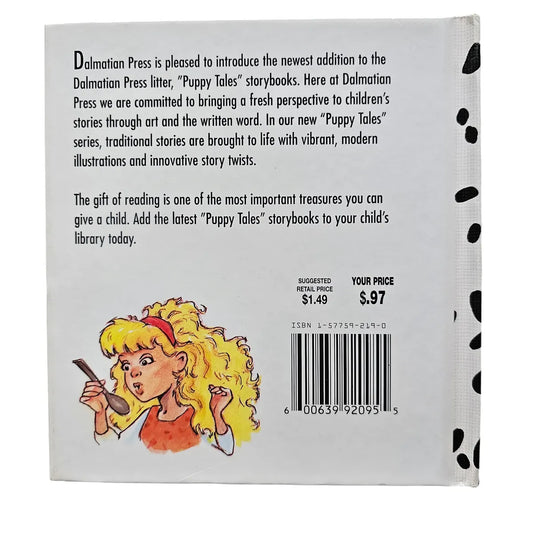 Dalmatian Press is pleased to introduce the newest addition to the
Dalmatian Press litter, "Puppy Tales" storybooks. Here at Dalmatian
Press we are committed to bringing a fresh perspective to children's
stories through art and the written word. In our new "Puppy Tales"
series, traditional stories are brought to life with vibrant, modern
illustrations and innovative story twists.
The gift of reading is one of the most important treasures you can
give a child. Add the latest "Puppy Tales" storybooks to your child's
library today.
SUGGESTED
RETAIL PRICE
$1.49
YOUR PRICE
$.97
ISBN 1-57759-219-0
6 00639 92095 5